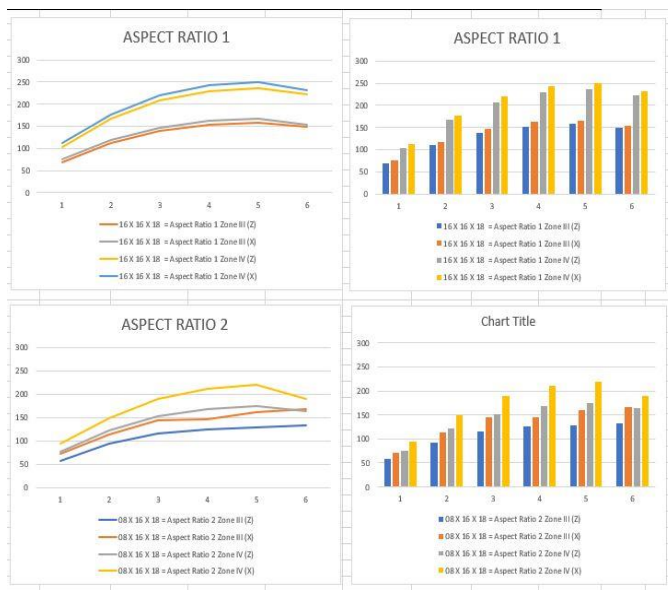 ASPECT RATIO 1
300
250
200
150
100
50
0
1 2 3 4 5 6
16 X 16 X 18 = Aspect Ratio 1 Zone III (Z)
16 X 16 X 18 = Aspect Ratio 1 Zone III (X)
16 X 16 X 18 = Aspect Ratio 1 Zone IV (Z)
16 X 16 X 18 = Aspect Ratio 1 Zone IV (X)
ASPECT RATIO 1
300
250
200
150
100
50
0
1 2 3 4 5 6
16 X 16 X 18 = Aspect Ratio 1 Zone III (Z)
16 X 16 X 18 = Aspect Ratio 1 Zone III (X)
16 X 16 X 18 = Aspect Ratio 1 Zone IV (Z)
16 X 16 X 18 = Aspect Ratio 1 Zone IV (X)
ASPECT RATIO 2
300
250
200
150
100
50
0
1 2 3 4 5 6
08 X 16 X 18 = Aspect Ratio 2 Zone III (Z)
08 X 16 X 18 = Aspect Ratio 2 Zone III (X)
08 X 16 X 18 = Aspect Ratio 2 Zone IV (Z)
08 X 16 X 18 = Aspect Ratio 2 Zone IV (X)
Chart Title
300
250
200
150
100
50
0
1 2 3 4 5 6
08 X 16 X 18 = Aspect Ratio 2 Zone III (Z)
08 X 16 X 18 = Aspect Ratio 2 Zone III (X)
08 X 16 X 18 = Aspect Ratio 2 Zone IV (Z)
08 X 16 X 18 = Aspect Ratio 2 Zone IV (X)